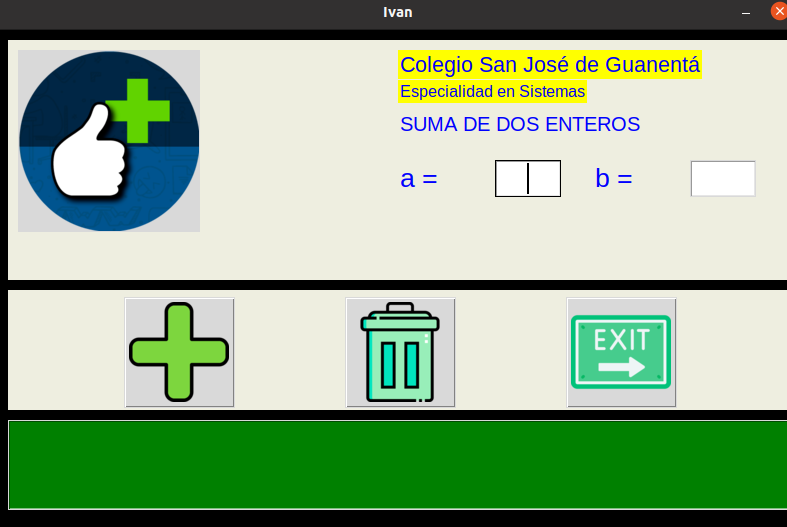 Ivan
Colegio San José de Guanentá
Especialidad en Sistemas
SUMA DE DOS ENTEROS
a = b =
EXIT